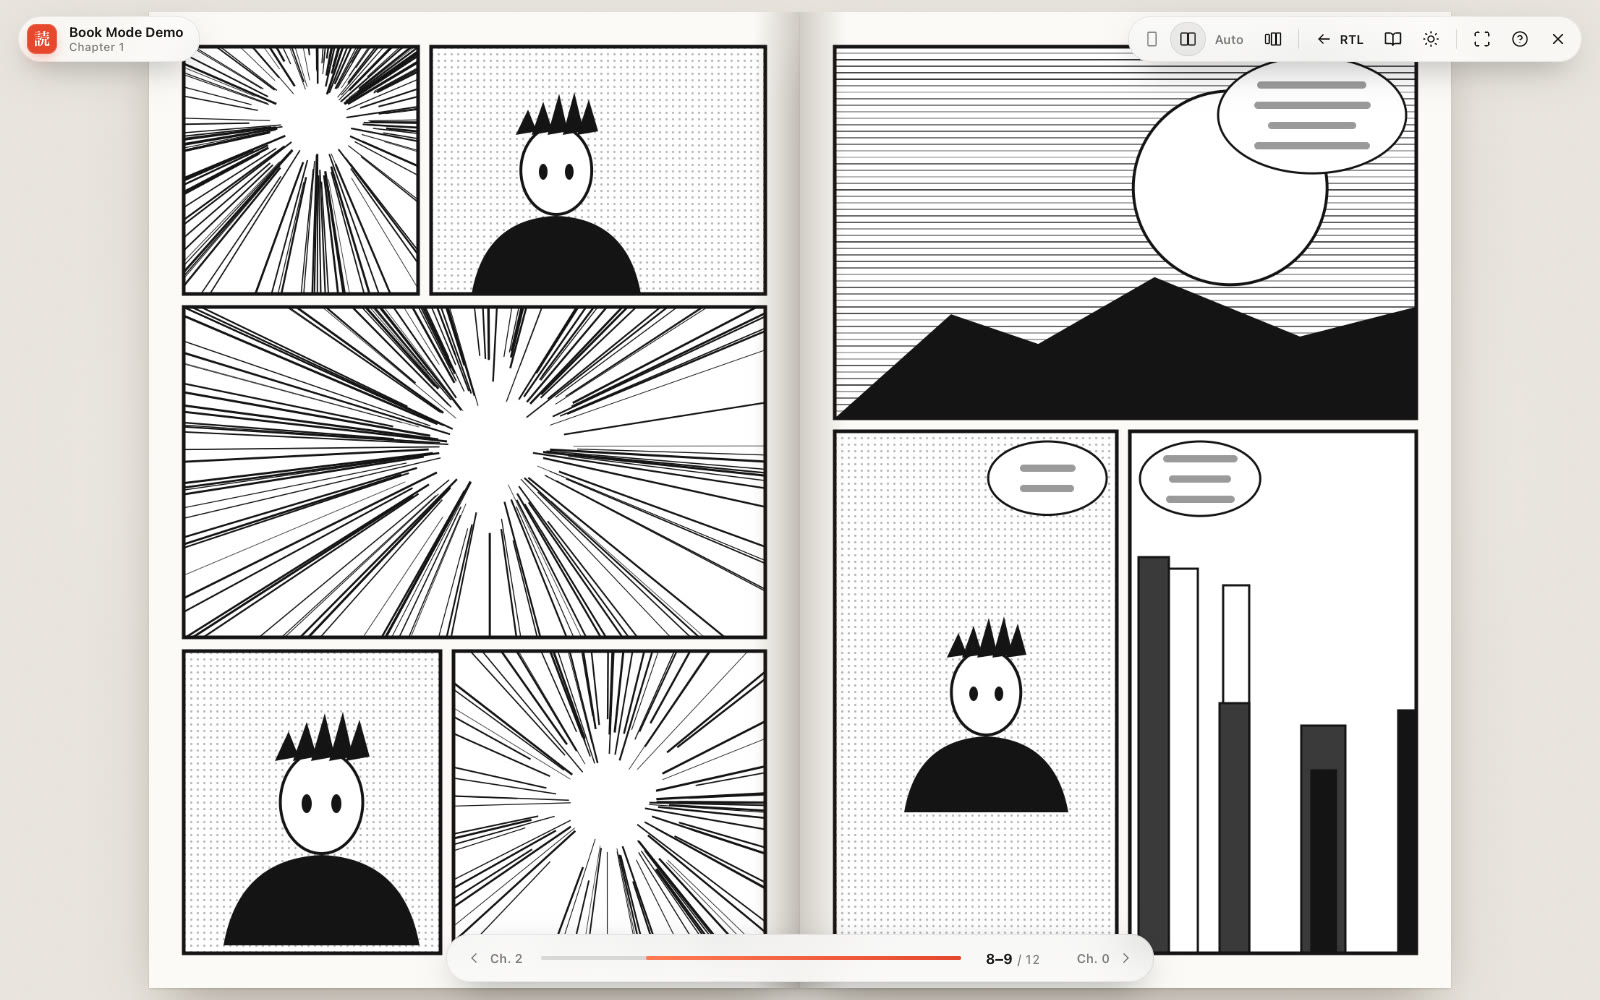 読
Book Mode Demo
Chapter 1
Auto
RTL
Ch. 2
8–9 / 12
Ch. 0